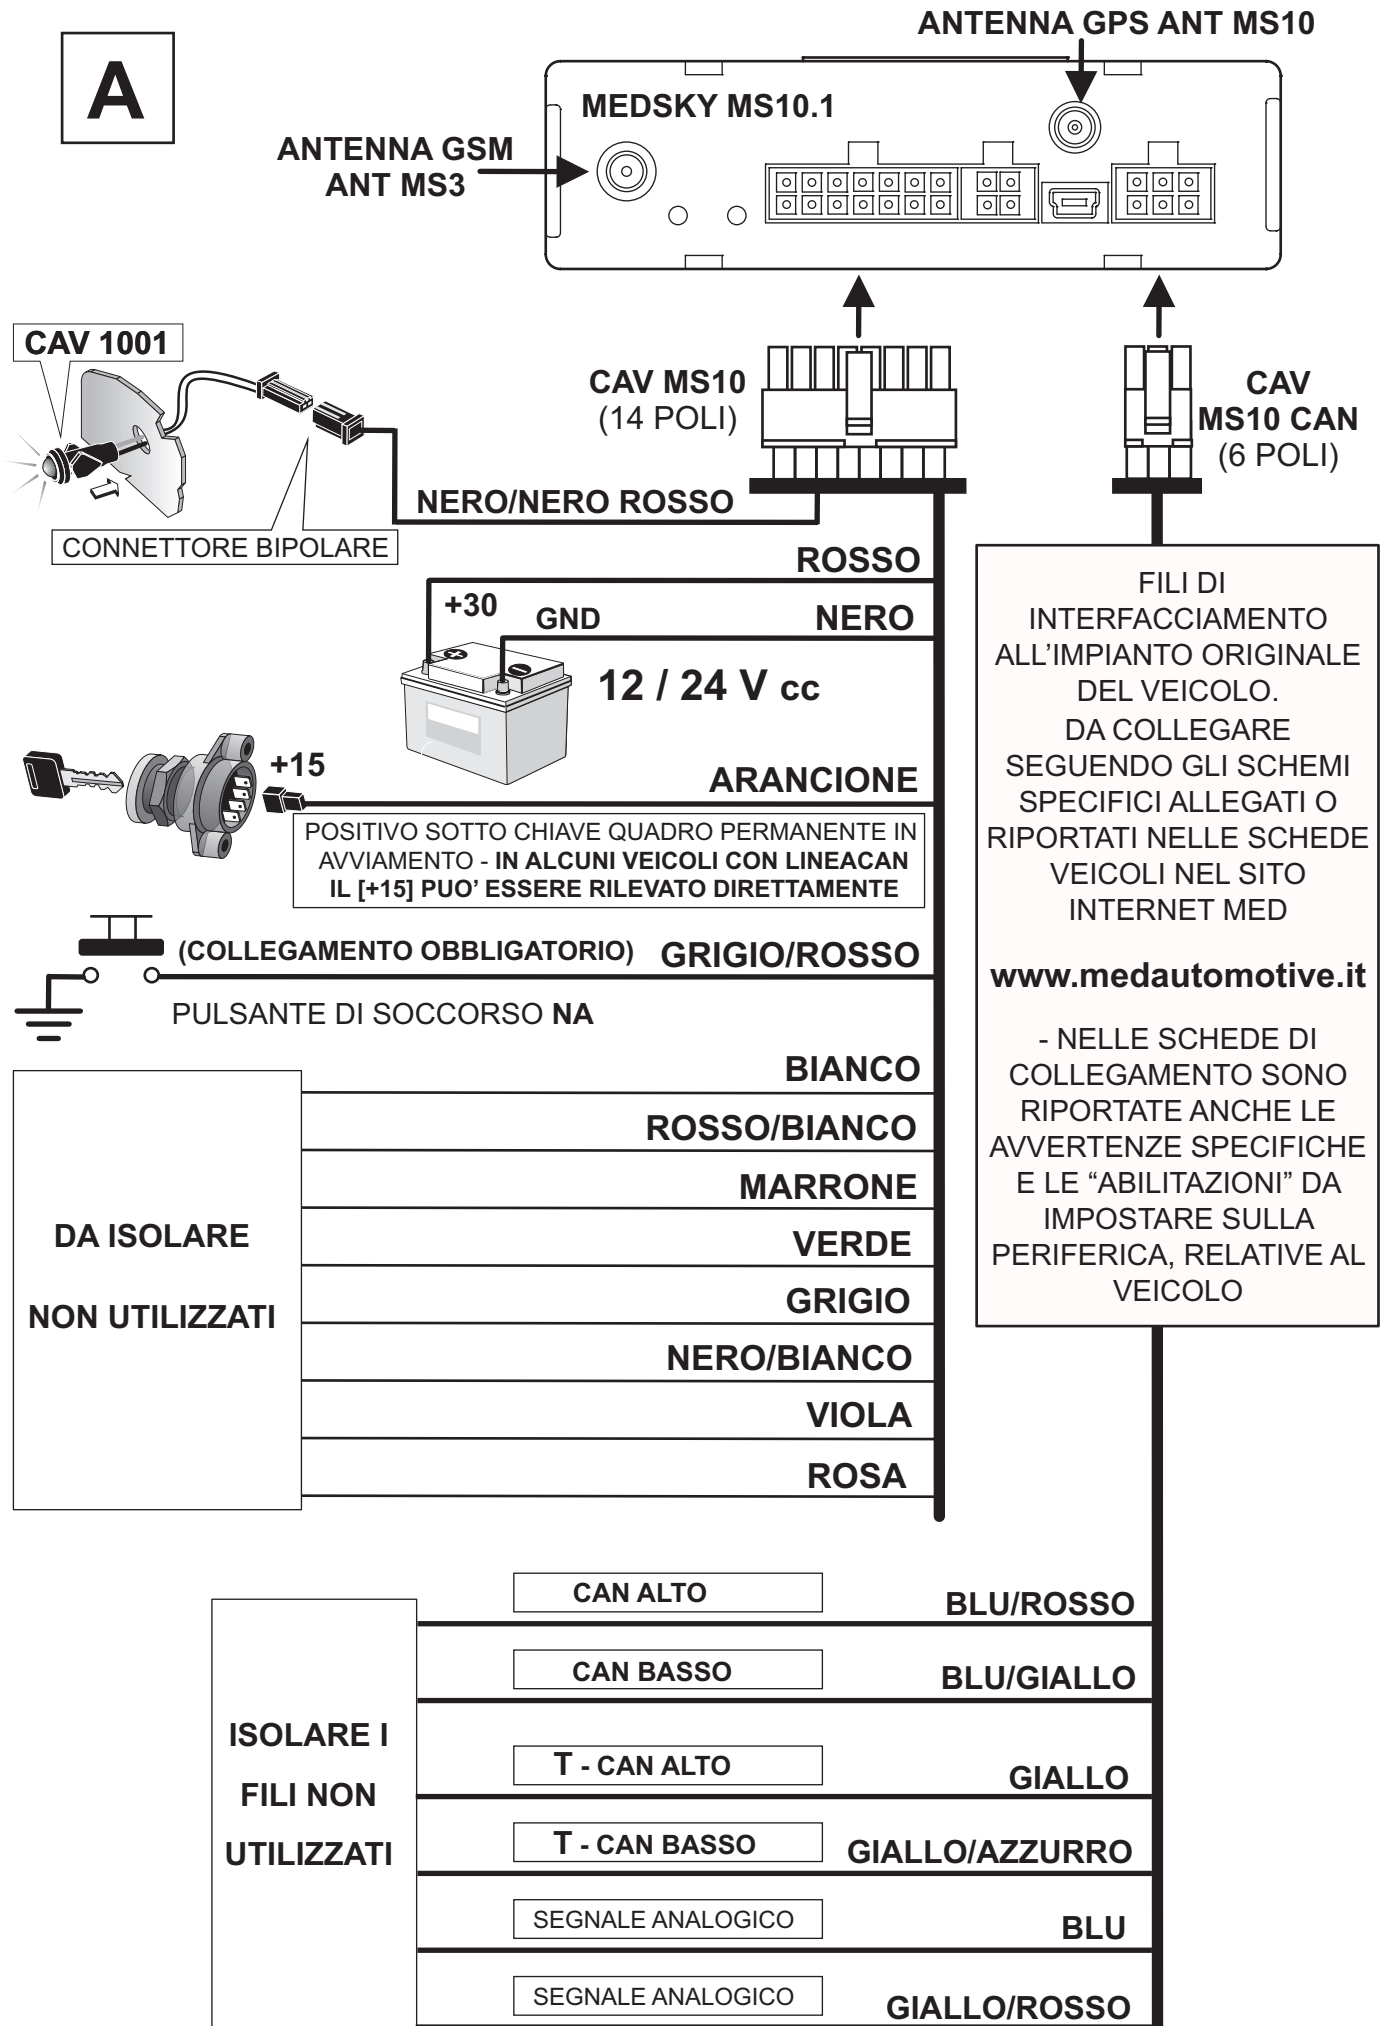 A
ANTENNA GPS ANT MS10
MEDSKY MS10.1
ANTENNA GSM
ANT MS3
CAV 1001
CONNETTORE BIPOLARE
CAV MS10
(14 POLI)
CAV
MS10 CAN
(6 POLI)
NERO/NERO ROSSO
ROSSO
+30
GND
NERO
12 / 24 V cc
+15
ARANCIONE
POSITIVO SOTTO CHIAVE QUADRO PERMANENTE IN
AVVIAMENTO - IN ALCUNI VEICOLI CON LINEACAN
IL [+15] PUO’ ESSERE RILEVATO DIRETTAMENTE
(COLLEGAMENTO OBBLIGATORIO)
GRIGIO/ROSSO
PULSANTE DI SOCCORSO NA
FILI DI
INTERFACCIAMENTO
ALL’IMPIANTO ORIGINALE
DEL VEICOLO.
DA COLLEGARE
SEGUENDO GLI SCHEMI
SPECIFICI ALLEGATI O
RIPORTATI NELLE SCHEDE
VEICOLI NEL SITO
INTERNET MED
www.medautomotive.it
- NELLE SCHEDE DI
COLLEGAMENTO SONO
RIPORTATE ANCHE LE
AVVERTENZE SPECIFICHE
E LE “ABILITAZIONI” DA
IMPOSTARE SULLA
PERIFERICA, RELATIVE AL
VEICOLO
DA ISOLARE
NON UTILIZZATI
BIANCO
ROSSO/BIANCO
MARRONE
VERDE
GRIGIO
NERO/BIANCO
VIOLA
ROSA
ISOLARE I
FILI NON
UTILIZZATI
CAN ALTO
BLU/ROSSO
CAN BASSO
BLU/GIALLO
T - CAN ALTO
GIALLO
T - CAN BASSO
GIALLO/AZZURRO
SEGNALE ANALOGICO
BLU
SEGNALE ANALOGICO
GIALLO/ROSSO